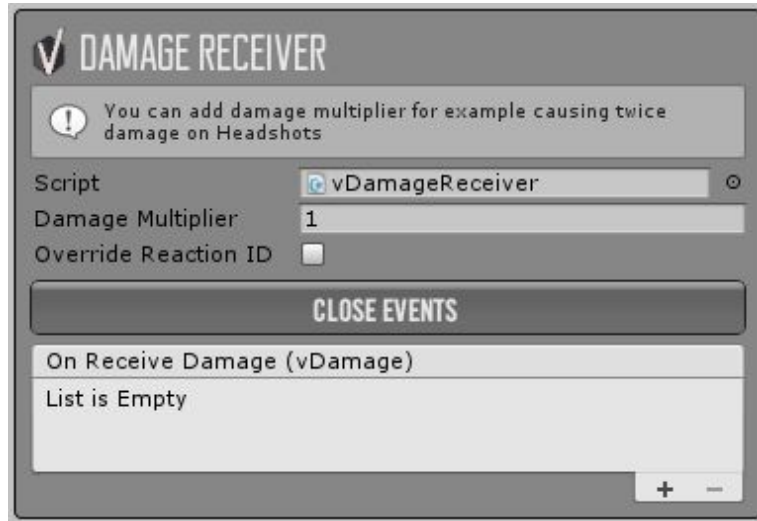 DAMAGE RECEIVER
You can add damage multiplier for example causing twice
damage on Headshots
Script vDamageReceiver
Damage Multiplier 1
Override Reaction ID
CLOSE EVENTS
On Receive Damage (vDamage)
List is Empty
+ −